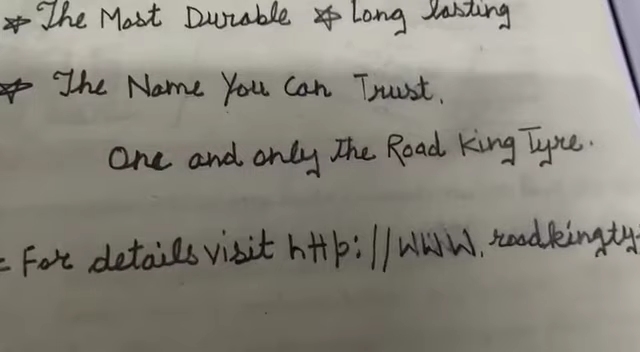 ☆ The Most Durable ☆ Long lasting
☆ The Name You Can Trust.
One and only the Road King Tyre.
For details visit http://www.roadkingty